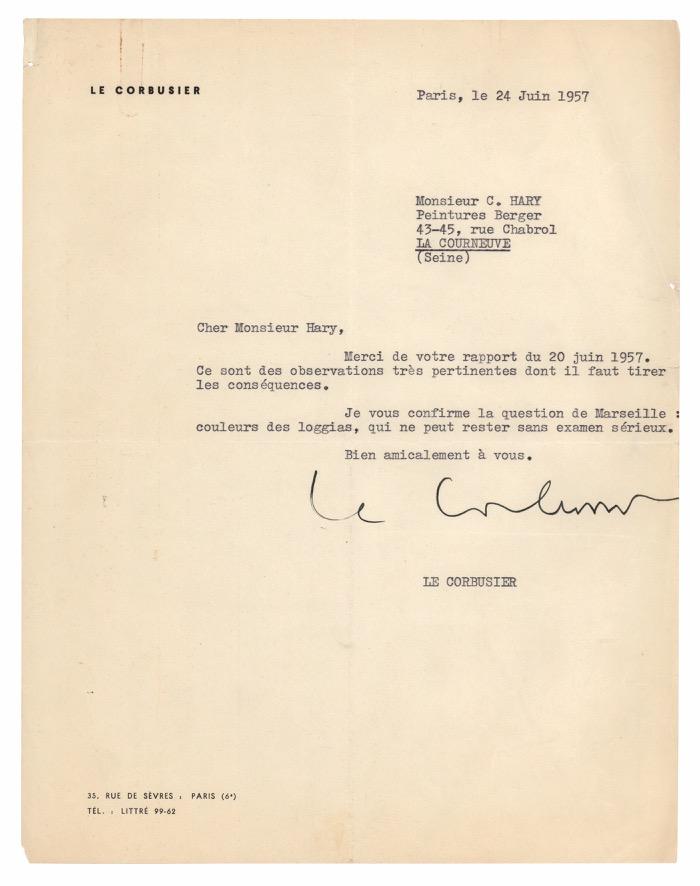 LE CORBUSIER
Paris, le 24 Juin 1957
Monsieur C. HARY
Peintures Berger
43-45, rue Chabrol
LA COURNEUVE
(Seine)
Cher Monsieur Hary,
Merci de votre rapport du 20 juin 1957.
Ce sont des observations très pertinentes dont il faut tirer
les conséquences.
Je vous confirme la question de Marseille :
couleurs des loggias, qui ne peut rester sans examen sérieux.
Bien amicalement à vous.
Le Corbusier
LE CORBUSIER
35, RUE DE SÈVRES : PARIS (6e)
TÉL. : LITTRÉ 99-62